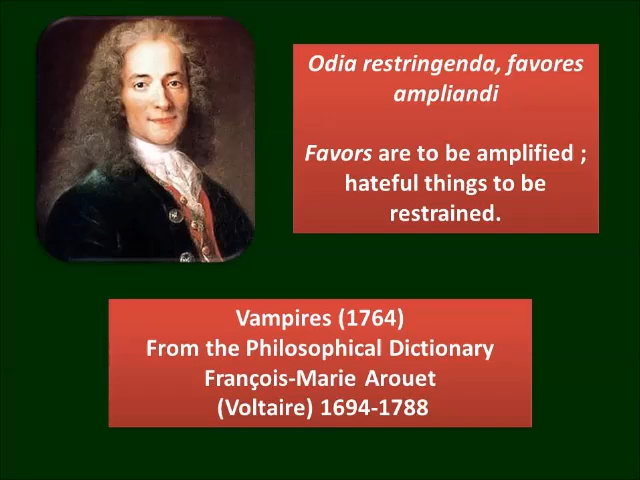 Odia restringenda, favores
ampliandi
Favors are to be amplified ;
hateful things to be
restrained.
Vampires (1764)
From the Philosophical Dictionary
François-Marie Arouet
(Voltaire) 1694-1788